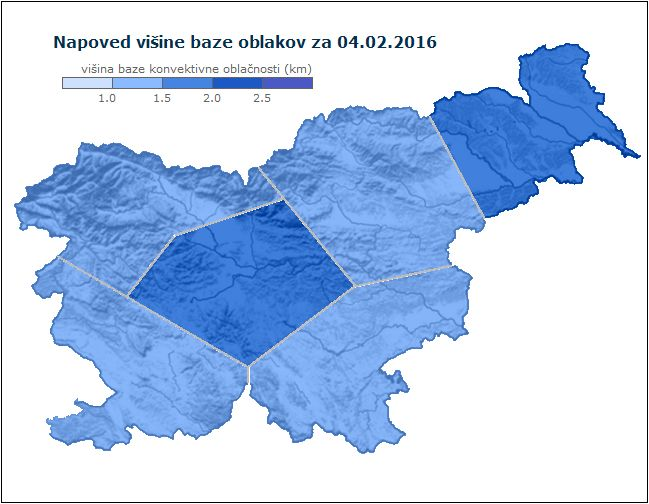 Napoved višine baze oblakov za 04.02.2016
višina baze konvektivne oblačnosti (km)
1.0 1.5 2.0 2.5